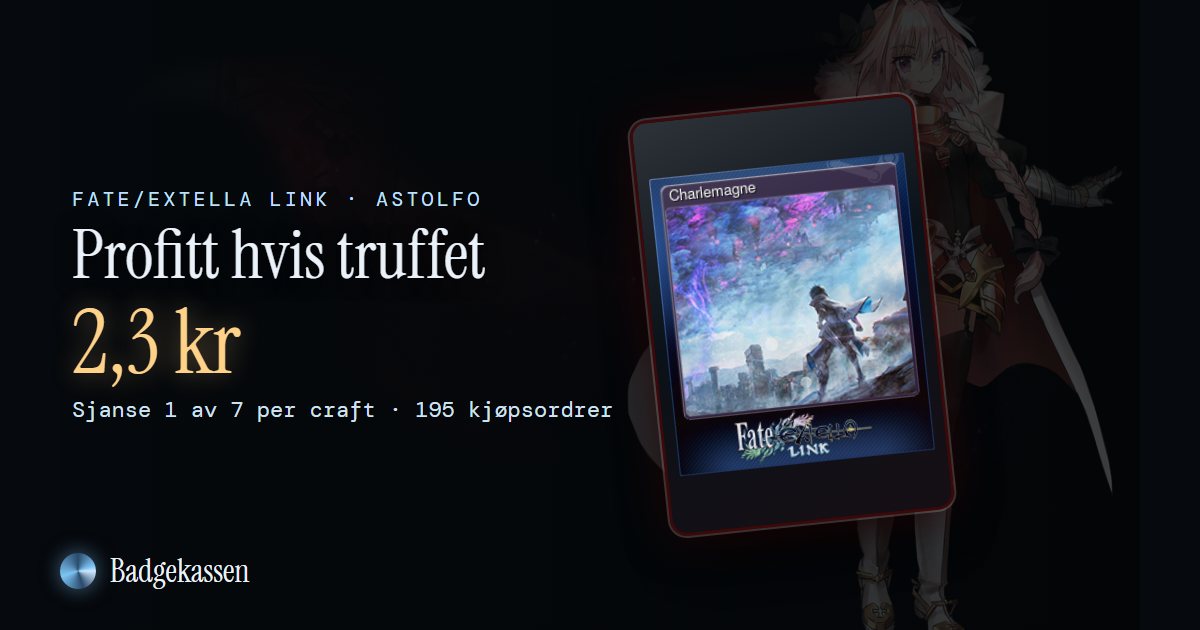 FATE/EXTELLA LINK · ASTOLFO
Profitt hvis truffet
2,3 kr
Sjanse 1 av 7 per craft · 195 kjøpsordrer
Charlemagne
Fate EXTELLA
LINK
Badgekassen